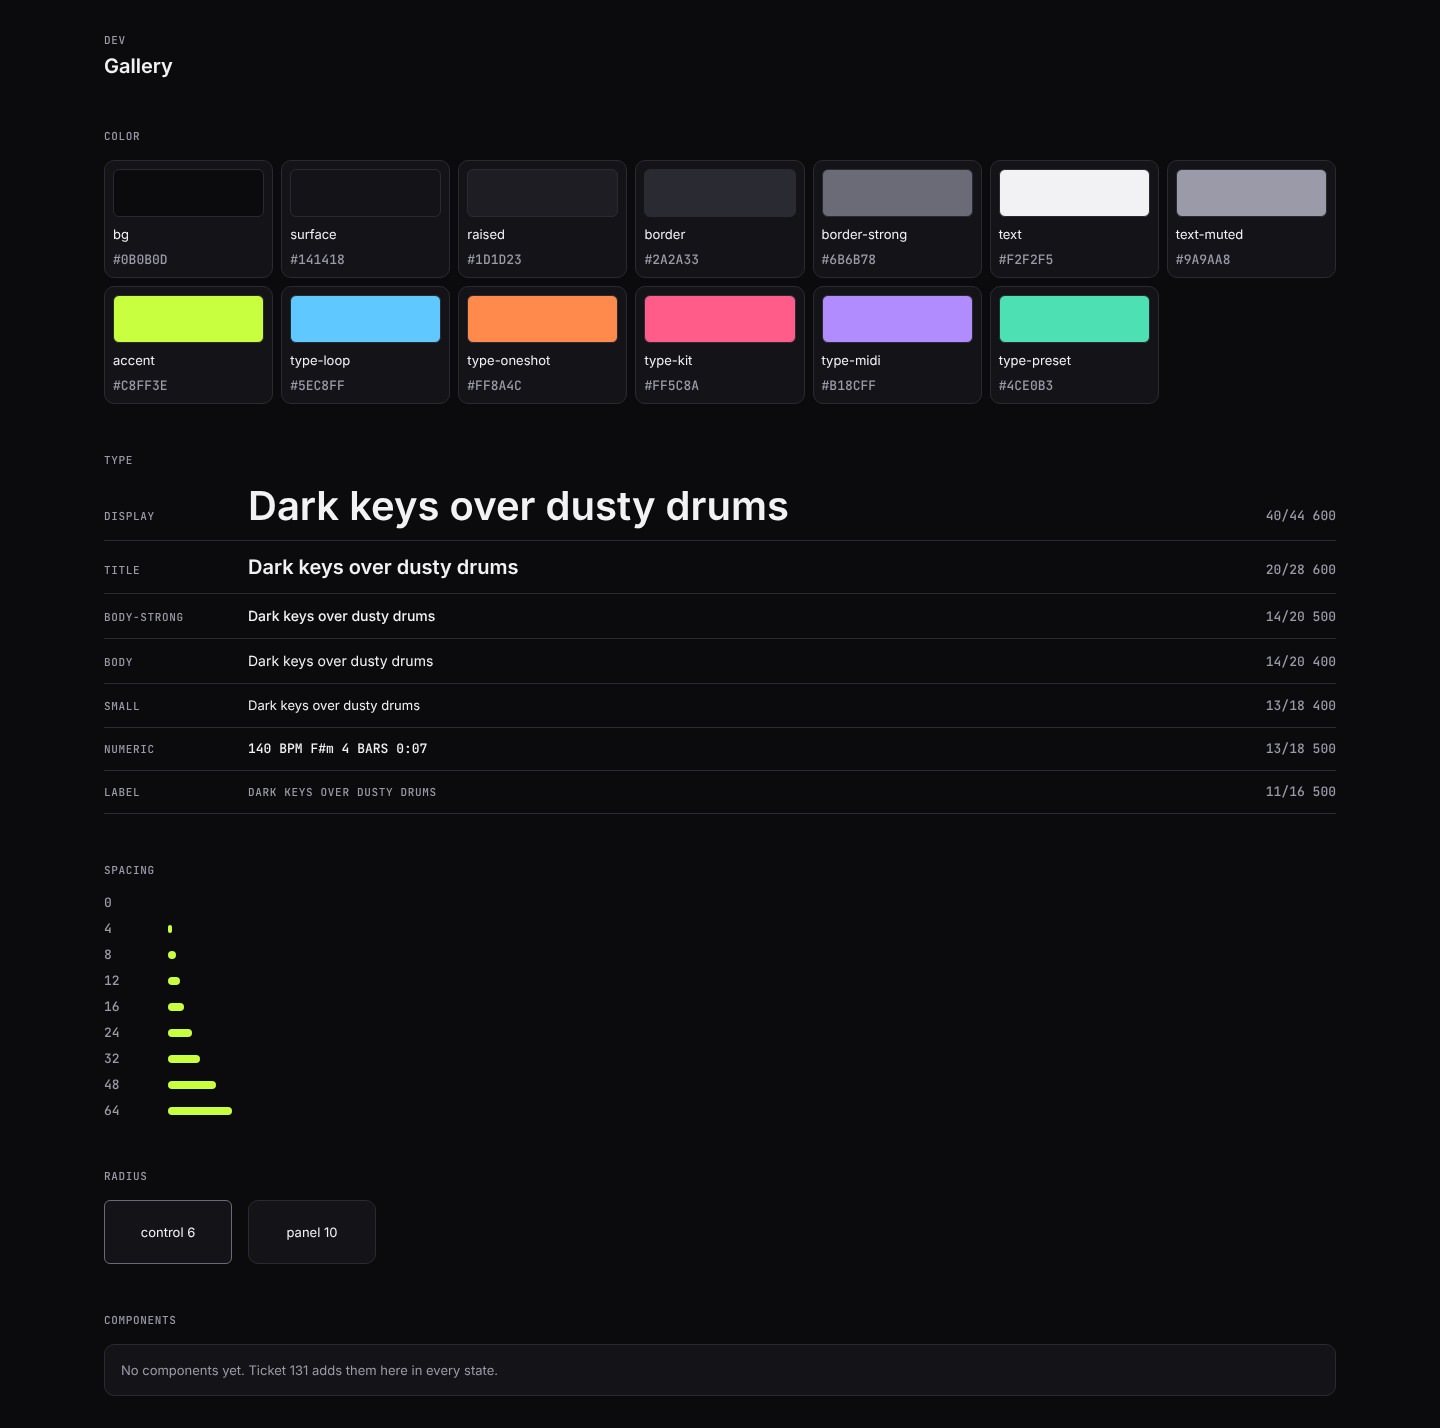 DEV
Gallery
COLOR
bg surface raised border border-strong text text-muted
#0B0B0D #141418 #1D1D23 #2A2A33 #6B6B78 #F2F2F5 #9A9AA8
accent type-loop type-oneshot type-kit type-midi type-preset
#C8FF3E #5EC8FF #FF8A4C #FF5C8A #B18CFF #4CE0B3
TYPE
DISPLAY Dark keys over dusty drums 40/44 600
TITLE Dark keys over dusty drums 20/28 600
BODY-STRONG Dark keys over dusty drums 14/20 500
BODY Dark keys over dusty drums 14/20 400
SMALL Dark keys over dusty drums 13/18 400
NUMERIC 140 BPM F#m 4 BARS 0:07 13/18 500
LABEL DARK KEYS OVER DUSTY DRUMS 11/16 500
SPACING
0
4
8
12
16
24
32
48
64
RADIUS
control 6 panel 10
COMPONENTS
No components yet. Ticket 131 adds them here in every state.